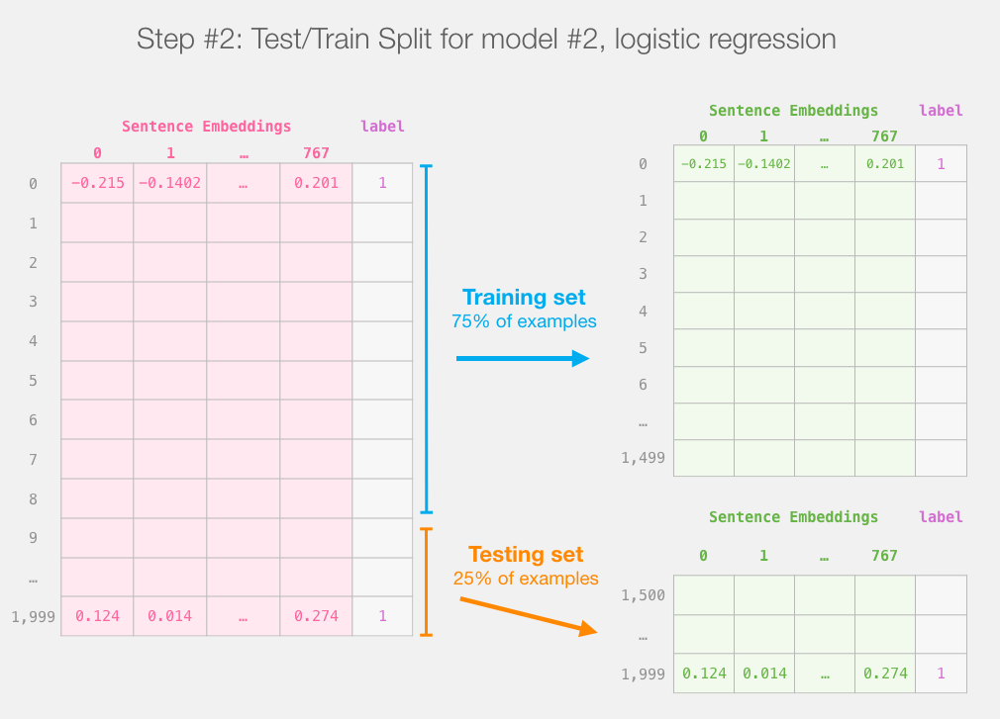 Step #2: Test/Train Split for model #2, logistic regression
Sentence Embeddings label
0 1 … 767
0 −0.215 −0.1402 … 0.201 1
1
2
3
4
5
6
7
8
9
…
1,999 0.124 0.014 … 0.274 1
Training set
75% of examples
Testing set
25% of examples
Sentence Embeddings label
0 1 … 767
0 −0.215 −0.1402 … 0.201 1
1
2
3
4
5
6
…
1,499
Sentence Embeddings label
0 1 … 767
1,500
…
1,999 0.124 0.014 … 0.274 1